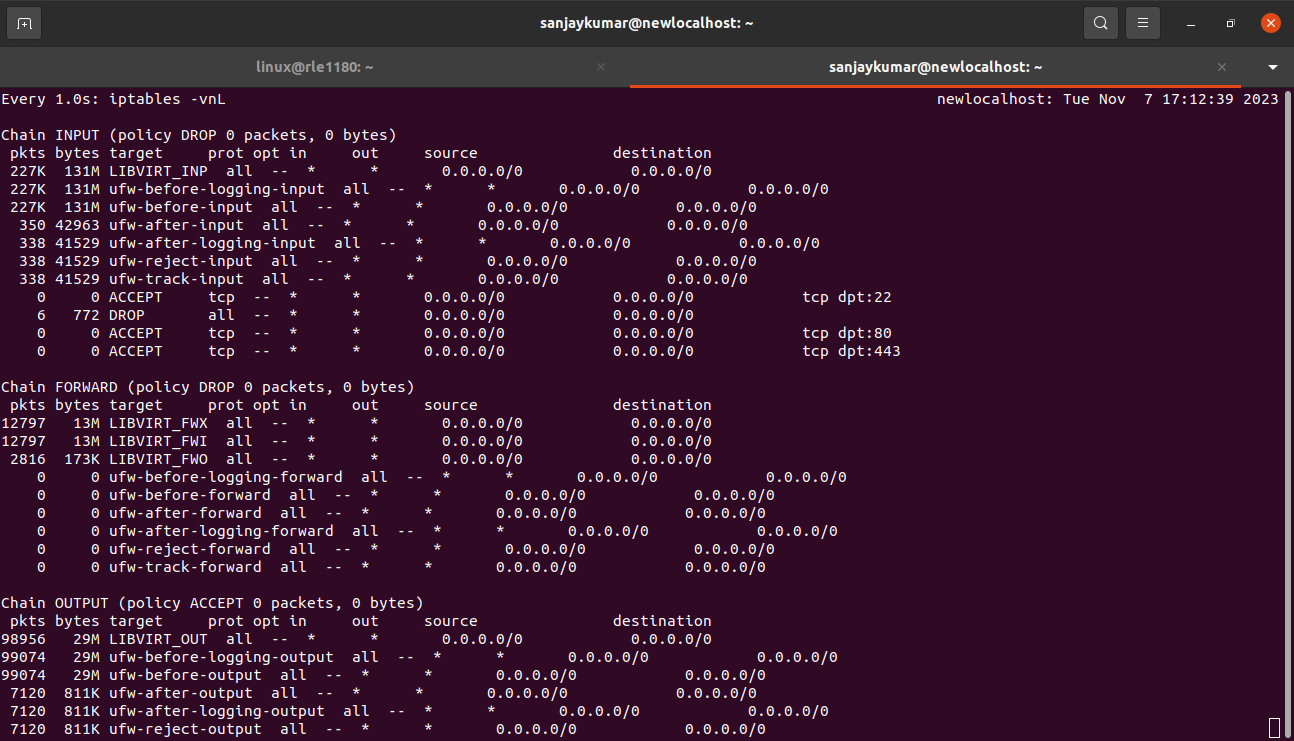 sanjaykumar@newlocalhost: ~
linux@rle1180: ~
sanjaykumar@newlocalhost: ~
Every 1.0s: iptables -vnL newlocalhost: Tue Nov  7 17:12:39 2023
Chain INPUT (policy DROP 0 packets, 0 bytes)
pkts bytes target prot opt in out source destination
227K 131M LIBVIRT_INP all -- * * 0.0.0.0/0 0.0.0.0/0
227K 131M ufw-before-logging-input all -- * * 0.0.0.0/0 0.0.0.0/0
227K 131M ufw-before-input all -- * * 0.0.0.0/0 0.0.0.0/0
350 42963 ufw-after-input all -- * * 0.0.0.0/0 0.0.0.0/0
338 41529 ufw-after-logging-input all -- * * 0.0.0.0/0 0.0.0.0/0
338 41529 ufw-reject-input all -- * * 0.0.0.0/0 0.0.0.0/0
338 41529 ufw-track-input all -- * * 0.0.0.0/0 0.0.0.0/0
0 0 ACCEPT tcp -- * * 0.0.0.0/0 0.0.0.0/0 tcp dpt:22
6 772 DROP all -- * * 0.0.0.0/0 0.0.0.0/0
0 0 ACCEPT tcp -- * * 0.0.0.0/0 0.0.0.0/0 tcp dpt:80
0 0 ACCEPT tcp -- * * 0.0.0.0/0 0.0.0.0/0 tcp dpt:443
Chain FORWARD (policy DROP 0 packets, 0 bytes)
pkts bytes target prot opt in out source destination
12797 13M LIBVIRT_FWX all -- * * 0.0.0.0/0 0.0.0.0/0
12797 13M LIBVIRT_FWI all -- * * 0.0.0.0/0 0.0.0.0/0
2816 173K LIBVIRT_FWO all -- * * 0.0.0.0/0 0.0.0.0/0
0 0 ufw-before-logging-forward all -- * * 0.0.0.0/0 0.0.0.0/0
0 0 ufw-before-forward all -- * * 0.0.0.0/0 0.0.0.0/0
0 0 ufw-after-forward all -- * * 0.0.0.0/0 0.0.0.0/0
0 0 ufw-after-logging-forward all -- * * 0.0.0.0/0 0.0.0.0/0
0 0 ufw-reject-forward all -- * * 0.0.0.0/0 0.0.0.0/0
0 0 ufw-track-forward all -- * * 0.0.0.0/0 0.0.0.0/0
Chain OUTPUT (policy ACCEPT 0 packets, 0 bytes)
pkts bytes target prot opt in out source destination
98956 29M LIBVIRT_OUT all -- * * 0.0.0.0/0 0.0.0.0/0
99074 29M ufw-before-logging-output all -- * * 0.0.0.0/0 0.0.0.0/0
99074 29M ufw-before-output all -- * * 0.0.0.0/0 0.0.0.0/0
7120 811K ufw-after-output all -- * * 0.0.0.0/0 0.0.0.0/0
7120 811K ufw-after-logging-output all -- * * 0.0.0.0/0 0.0.0.0/0
7120 811K ufw-reject-output all -- * * 0.0.0.0/0 0.0.0.0/0